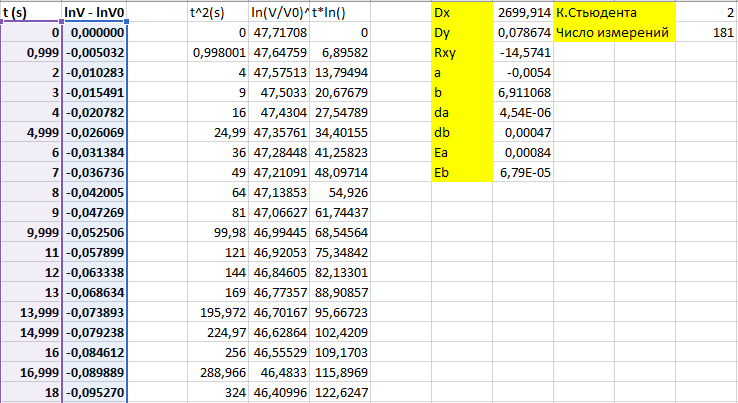 t (s) lnV - lnV0 t^2(s) ln(V/V0)^ t*ln() Dx 2699,914 К.Стьюдента 2
0 0,000000 0 47,71708 0 Dy 0,078674 Число измерений 181
0,999 -0,005032 0,998001 47,64759 6,89582 Rxy -14,5741
2 -0,010283 4 47,57513 13,79494 a -0,0054
3 -0,015491 9 47,5033 20,67679 b 6,911068
4 -0,020782 16 47,4304 27,54789 da 4,54E-06
4,999 -0,026069 24,99 47,35761 34,40155 db 0,00047
6 -0,031384 36 47,28448 41,25823 Ea 0,00084
7 -0,036736 49 47,21091 48,09714 Eb 6,79E-05
8 -0,042005 64 47,13853 54,926
9 -0,047269 81 47,06627 61,74437
9,999 -0,052506 99,98 46,99445 68,54564
11 -0,057899 121 46,92053 75,34842
12 -0,063338 144 46,84605 82,13301
13 -0,068634 169 46,77357 88,90857
13,999 -0,073893 195,972 46,70167 95,66723
14,999 -0,079238 224,97 46,62864 102,4209
16 -0,084612 256 46,55529 109,1703
16,999 -0,089889 288,966 46,4833 115,8969
18 -0,095270 324 46,40996 122,6247